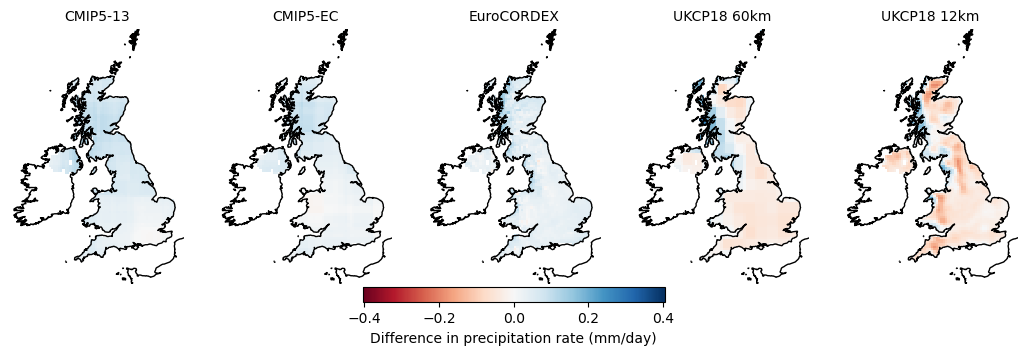 CMIP5-13
CMIP5-EC
EuroCORDEX
UKCP18 60km
UKCP18 12km
−0.4
−0.2
0.0
0.2
0.4
Difference in precipitation rate (mm/day)